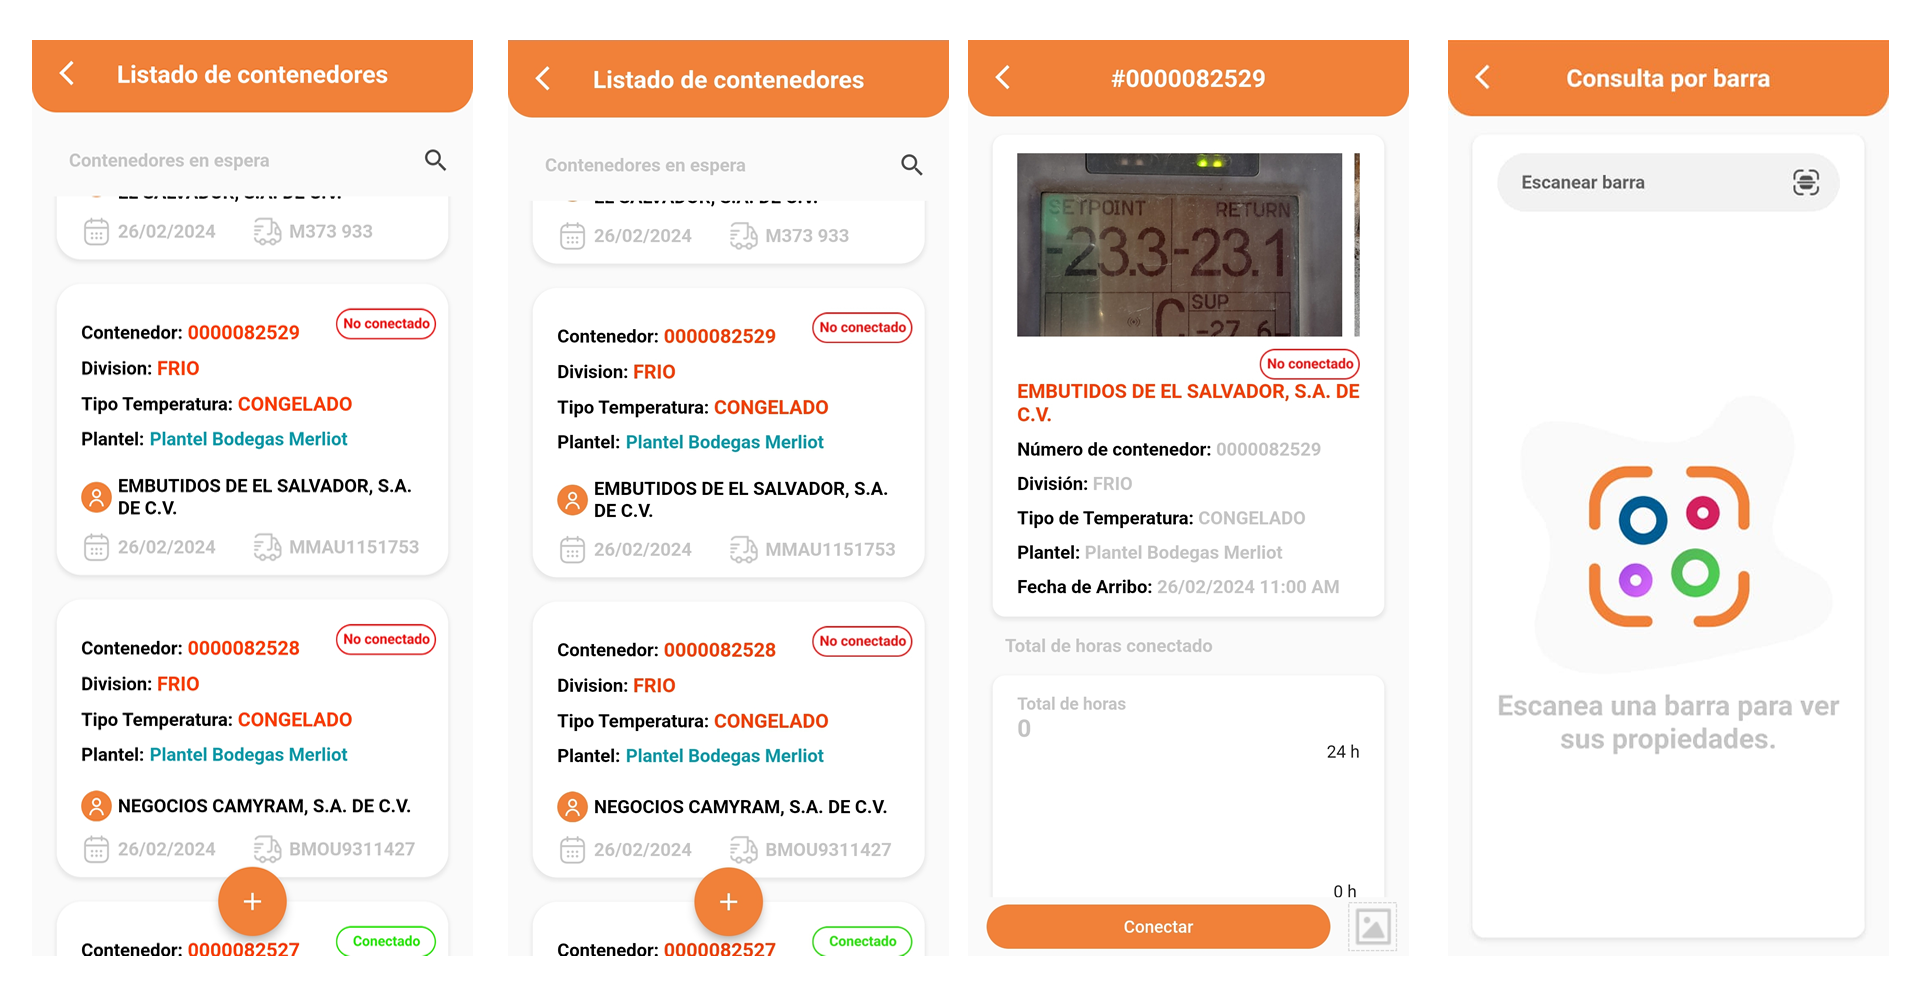 Listado de contenedores
Contenedores en espera
EL SALVADOR, S.A. DE C.V.
26/02/2024 M373 933
No conectado
Contenedor: 0000082529
Division: FRIO
Tipo Temperatura: CONGELADO
Plantel: Plantel Bodegas Merliot
EMBUTIDOS DE EL SALVADOR, S.A.
DE C.V.
26/02/2024 MMAU1151753
No conectado
Contenedor: 0000082528
Division: FRIO
Tipo Temperatura: CONGELADO
Plantel: Plantel Bodegas Merliot
NEGOCIOS CAMYRAM, S.A. DE C.V.
26/02/2024 BMOU9311427
+
Conectado
Contenedor: 0000082527
Listado de contenedores
Contenedores en espera
EL SALVADOR, S.A. DE C.V.
26/02/2024 M373 933
No conectado
Contenedor: 0000082529
Division: FRIO
Tipo Temperatura: CONGELADO
Plantel: Plantel Bodegas Merliot
EMBUTIDOS DE EL SALVADOR, S.A.
DE C.V.
26/02/2024 MMAU1151753
No conectado
Contenedor: 0000082528
Division: FRIO
Tipo Temperatura: CONGELADO
Plantel: Plantel Bodegas Merliot
NEGOCIOS CAMYRAM, S.A. DE C.V.
26/02/2024 BMOU9311427
+
Conectado
Contenedor: 0000082527
#0000082529
SETPOINT RETURN
-23.3 -23.1
C SUP
-27.6
No conectado
EMBUTIDOS DE EL SALVADOR, S.A. DE
C.V.
Número de contenedor: 0000082529
División: FRIO
Tipo de Temperatura: CONGELADO
Plantel: Plantel Bodegas Merliot
Fecha de Arribo: 26/02/2024 11:00 AM
Total de horas conectado
Total de horas
0
24 h
0 h
Conectar
Consulta por barra
Escanear barra
Escanea una barra para ver
sus propiedades.